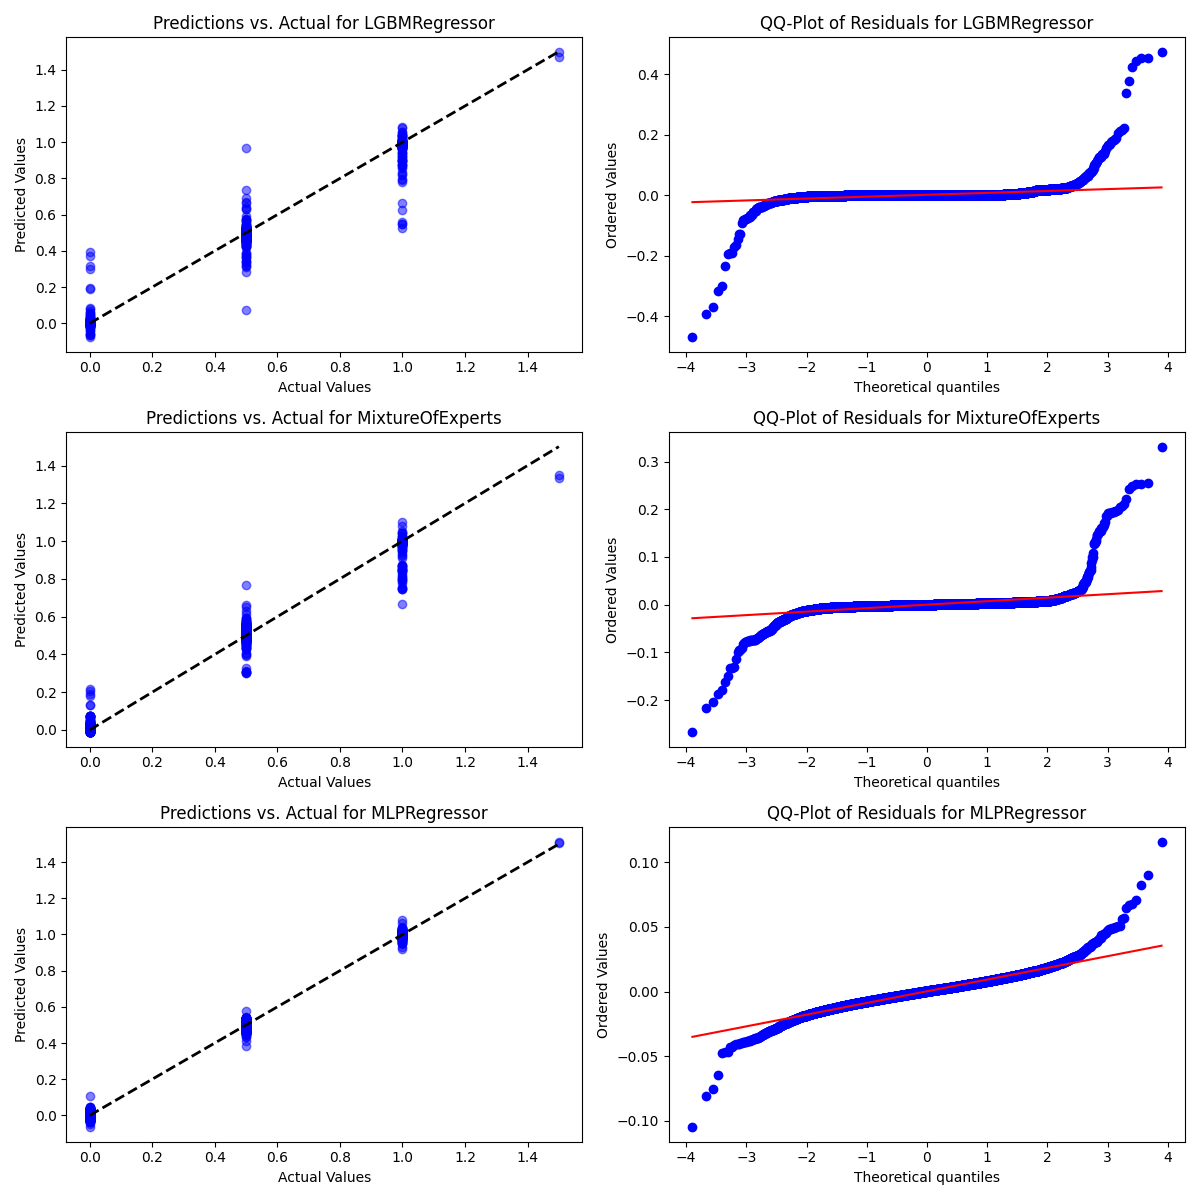 Predictions vs. Actual for LGBMRegressor
Predicted Values
1.4
1.2
1.0
0.8
0.6
0.4
0.2
0.0
0.0 0.2 0.4 0.6 0.8 1.0 1.2 1.4
Actual Values
QQ-Plot of Residuals for LGBMRegressor
Ordered Values
0.4
0.2
0.0
−0.2
−0.4
−4 −3 −2 −1 0 1 2 3 4
Theoretical quantiles
Predictions vs. Actual for MixtureOfExperts
Predicted Values
1.4
1.2
1.0
0.8
0.6
0.4
0.2
0.0
0.0 0.2 0.4 0.6 0.8 1.0 1.2 1.4
Actual Values
QQ-Plot of Residuals for MixtureOfExperts
Ordered Values
0.3
0.2
0.1
0.0
−0.1
−0.2
−4 −3 −2 −1 0 1 2 3 4
Theoretical quantiles
Predictions vs. Actual for MLPRegressor
Predicted Values
1.4
1.2
1.0
0.8
0.6
0.4
0.2
0.0
0.0 0.2 0.4 0.6 0.8 1.0 1.2 1.4
Actual Values
QQ-Plot of Residuals for MLPRegressor
Ordered Values
0.10
0.05
0.00
−0.05
−0.10
−4 −3 −2 −1 0 1 2 3 4
Theoretical quantiles